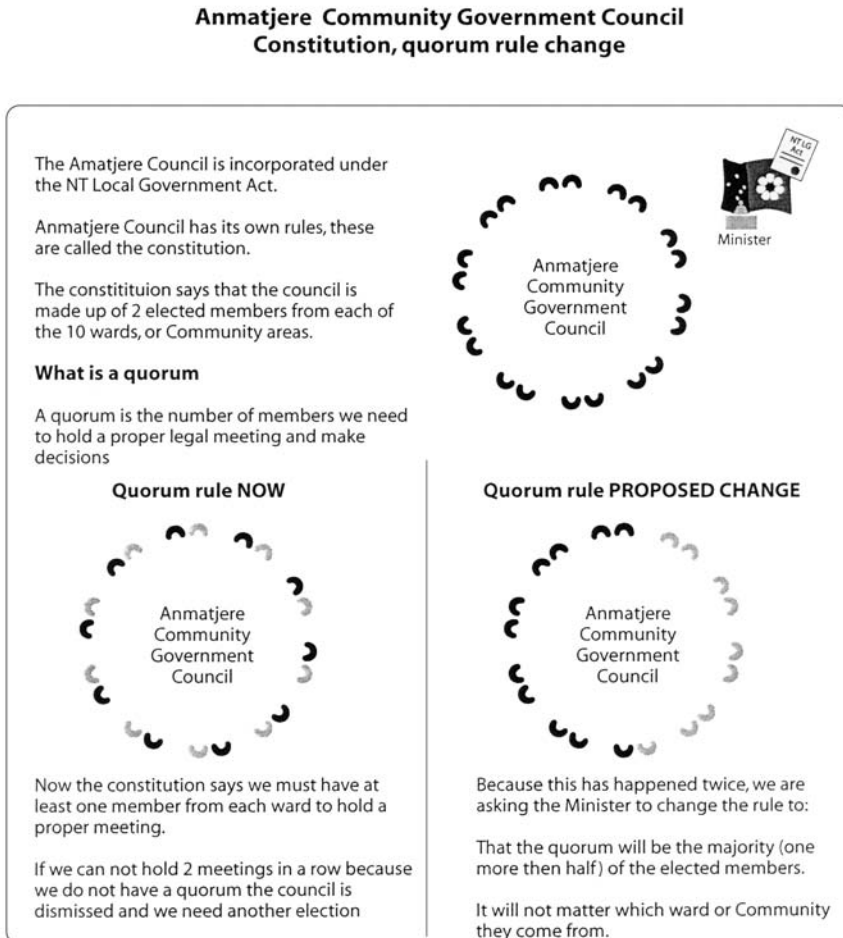 Anmatjere Community Government Council
Constitution, quorum rule change
The Amatjere Council is incorporated under
the NT Local Government Act.
Anmatjere Council has its own rules, these
are called the constitution.
The constitituion says that the council is
made up of 2 elected members from each of
the 10 wards, or Community areas.
What is a quorum
A quorum is the number of members we need
to hold a proper legal meeting and make
decisions
Anmatjere
Community
Government
Council
NT LG
Act
Minister
Quorum rule NOW
Anmatjere
Community
Government
Council
Now the constitution says we must have at
least one member from each ward to hold a
proper meeting.
If we can not hold 2 meetings in a row because
we do not have a quorum the council is
dismissed and we need another election
Quorum rule PROPOSED CHANGE
Anmatjere
Community
Government
Council
Because this has happened twice, we are
asking the Minister to change the rule to:
That the quorum will be the majority (one
more then half) of the elected members.
It will not matter which ward or Community
they come from.